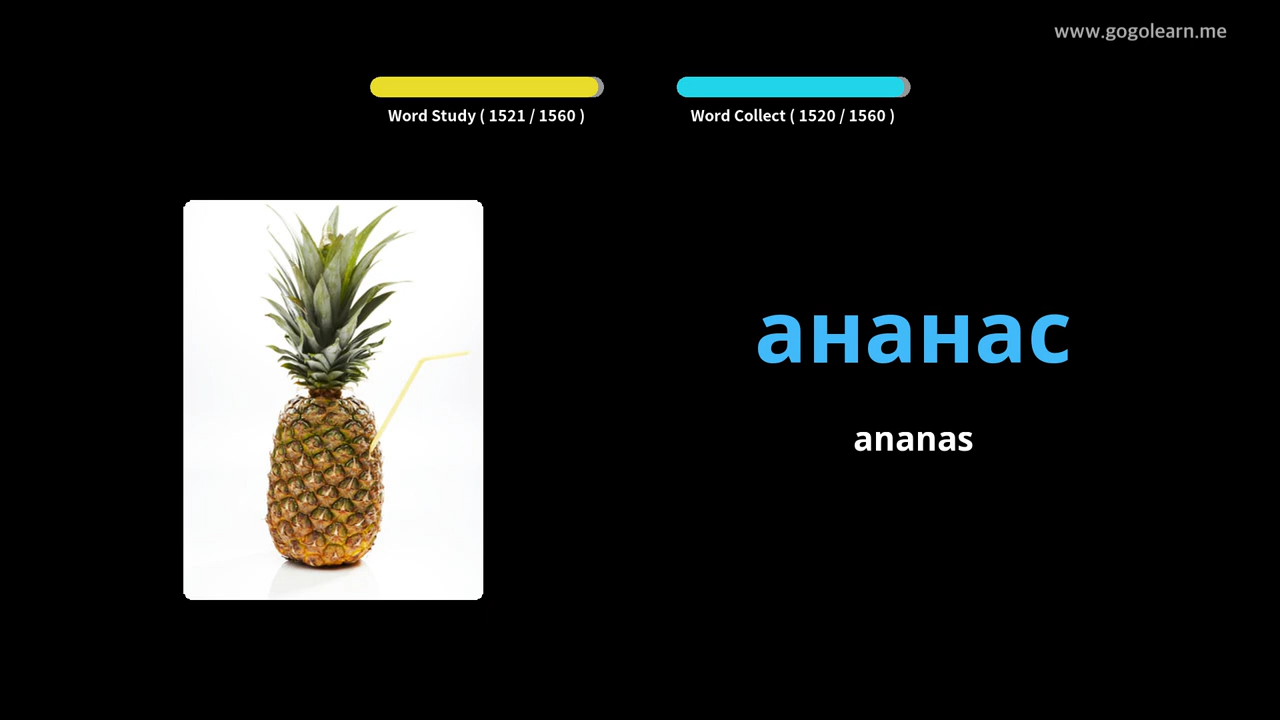 www.gogolearn.me
Word Study ( 1521 / 1560 )
Word Collect ( 1520 / 1560 )
ананас
ananas